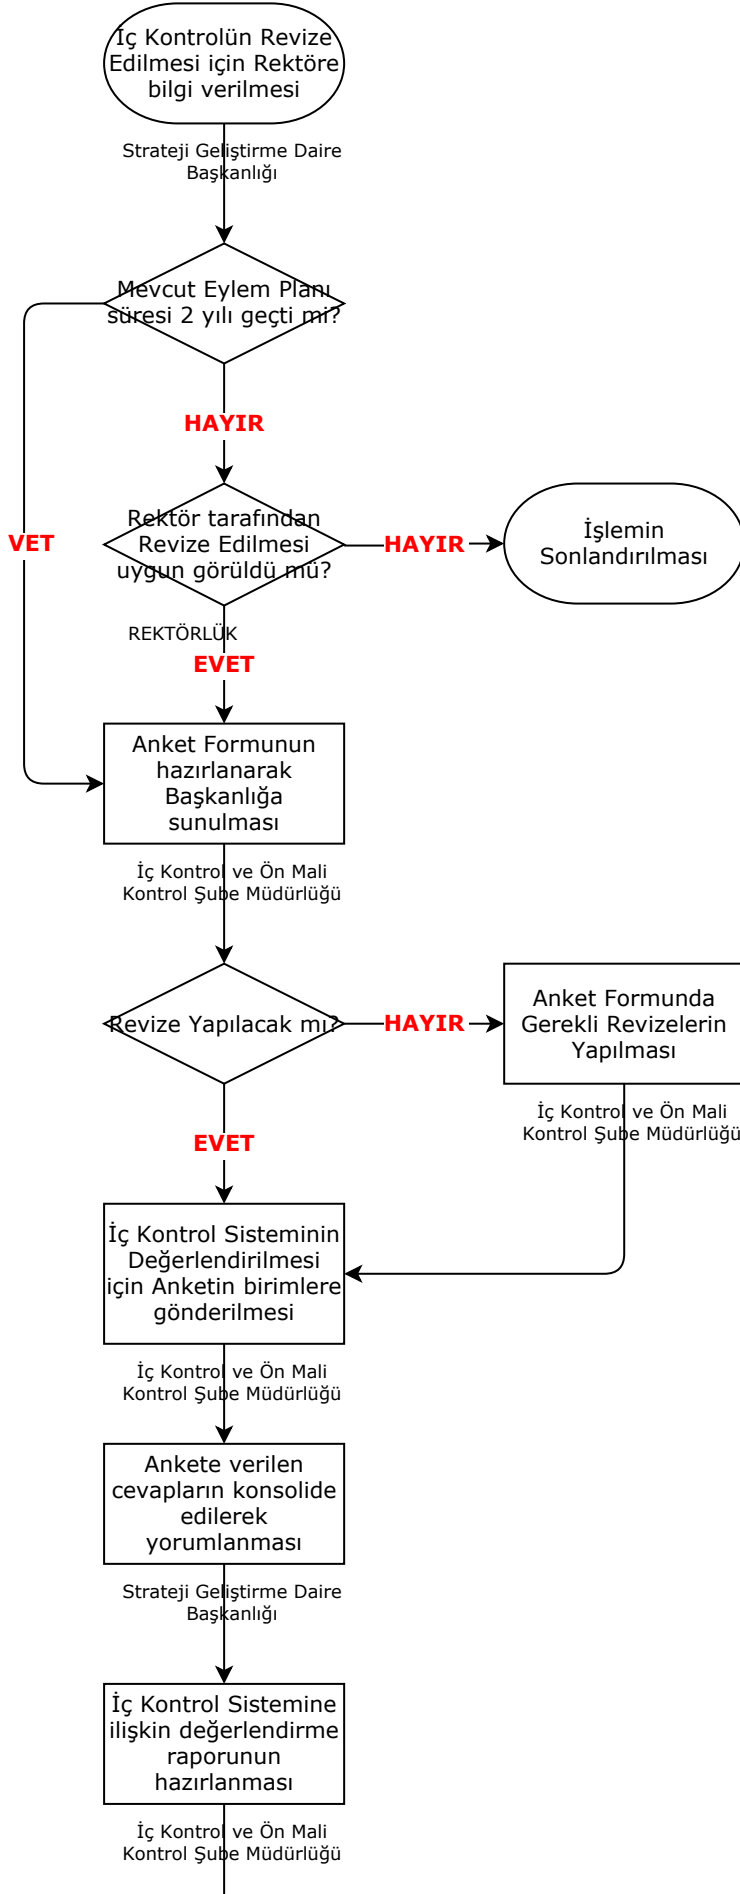 İç Kontrolün Revize
Edilmesi için Rektöre
bilgi verilmesi
Strateji Geliştirme Daire
Başkanlığı
Mevcut Eylem Planı
süresi 2 yılı geçti mi?
HAYIR
VET
Rektör tarafından
Revize Edilmesi
uygun görüldü mü?
HAYIR
İşlemin
Sonlandırılması
REKTÖRLÜK
EVET
Anket Formunun
hazırlanarak
Başkanlığa
sunulması
İç Kontrol ve Ön Mali
Kontrol Şube Müdürlüğü
Revize Yapılacak mı?
HAYIR
Anket Formunda
Gerekli Revizelerin
Yapılması
İç Kontrol ve Ön Mali
Kontrol Şube Müdürlüğü
EVET
İç Kontrol Sisteminin
Değerlendirilmesi
için Anketin birimlere
gönderilmesi
İç Kontrol ve Ön Mali
Kontrol Şube Müdürlüğü
Ankete verilen
cevapların konsolide
edilerek
yorumlanması
Strateji Geliştirme Daire
Başkanlığı
İç Kontrol Sistemine
ilişkin değerlendirme
raporunun
hazırlanması
İç Kontrol ve Ön Mali
Kontrol Şube Müdürlüğü